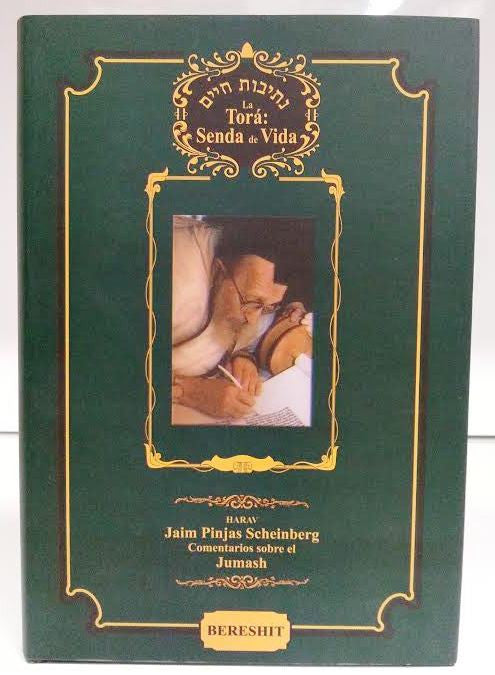 נתיבות חיים
La
Torá:
Senda de Vida
HARAV
Jaim Pinjas Scheinberg
Comentarios sobre el
Jumash
BERESHIT